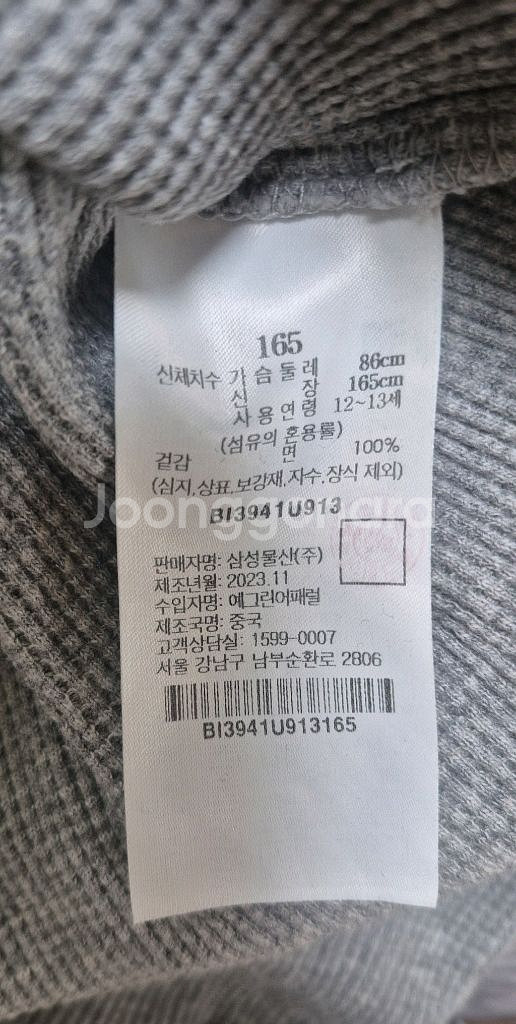 165
신체치수 가슴둘레 86cm
신장 165cm
사용연령 12~13세
(섬유의 혼용률)
겉감 면 100%
(심지,상표,보강재,자수,장식 제외)
Joonggonara
BI3941U913
판매자명: 삼성물산(주)
제조년월: 2023.11
수입자명: 예그린어패럴
제조국명: 중국
고객상담실: 1599-0007
서울 강남구 남부순환로 2806
BI3941U913165